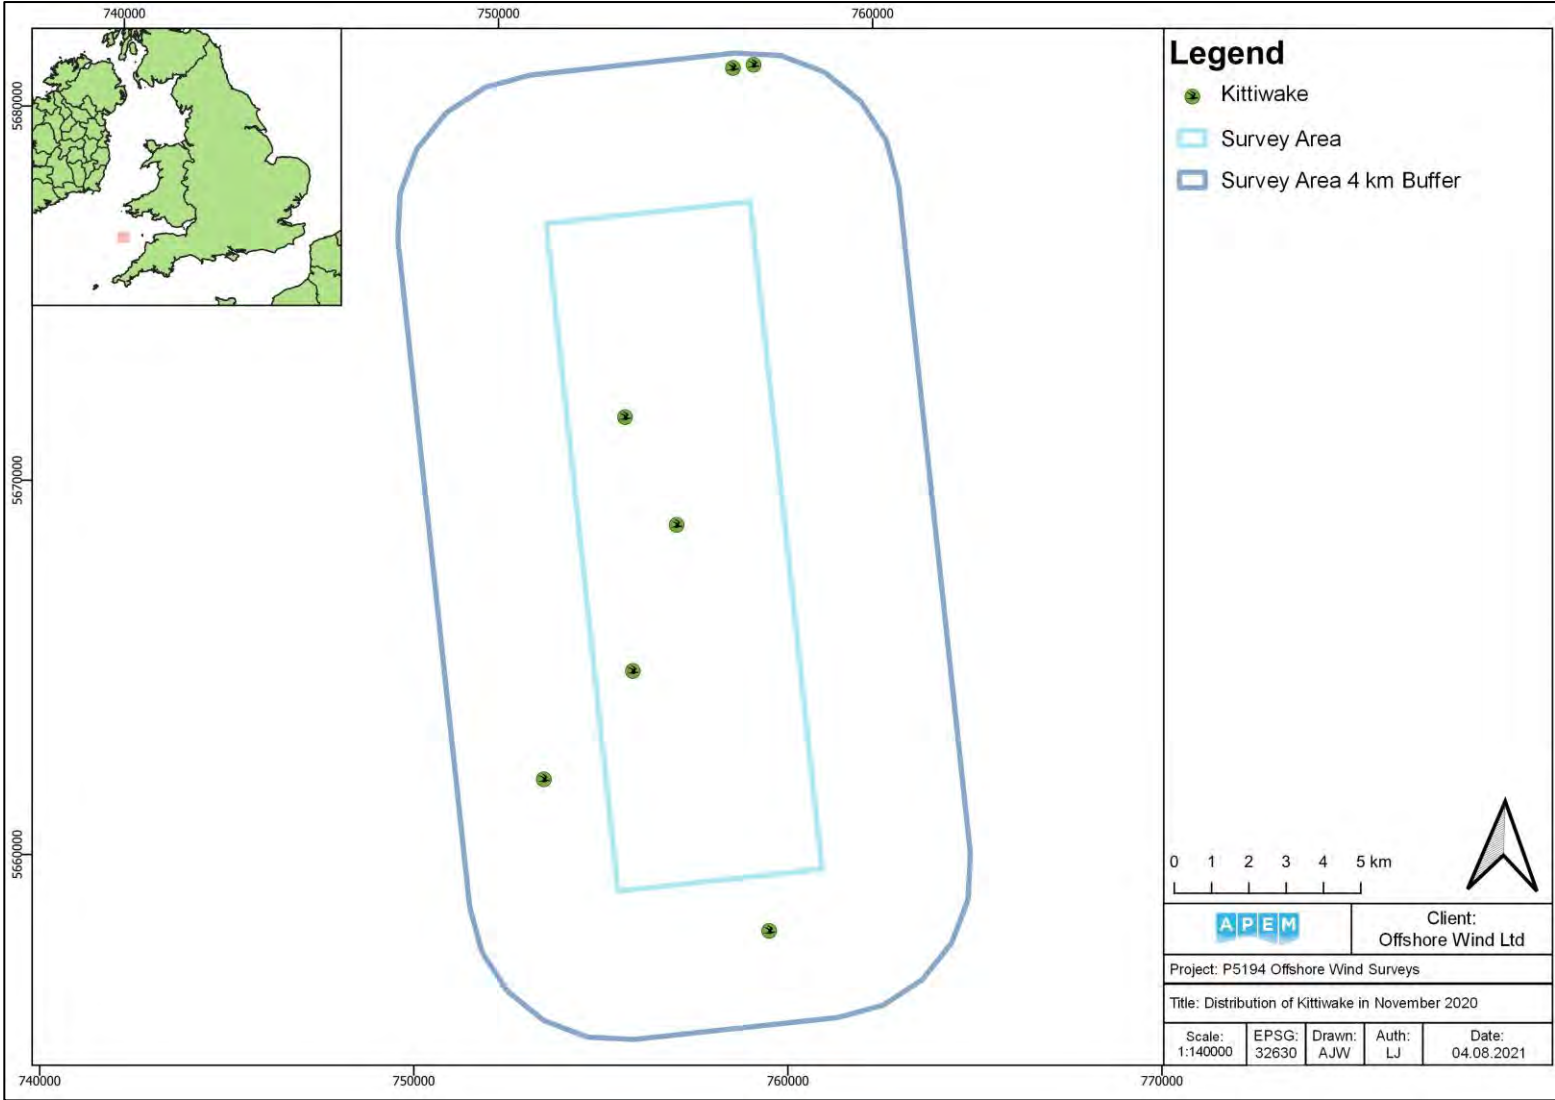 740000
750000
760000
5680000
5670000
5660000
740000
750000
760000
770000
Legend
Kittiwake
Survey Area
Survey Area 4 km Buffer
0 1 2 3 4 5 km
APEM
Client:
Offshore Wind Ltd
Project: P5194 Offshore Wind Surveys
Title: Distribution of Kittiwake in November 2020
Scale:
1:140000
EPSG:
32630
Drawn:
AJW
Auth:
LJ
Date:
04.08.2021